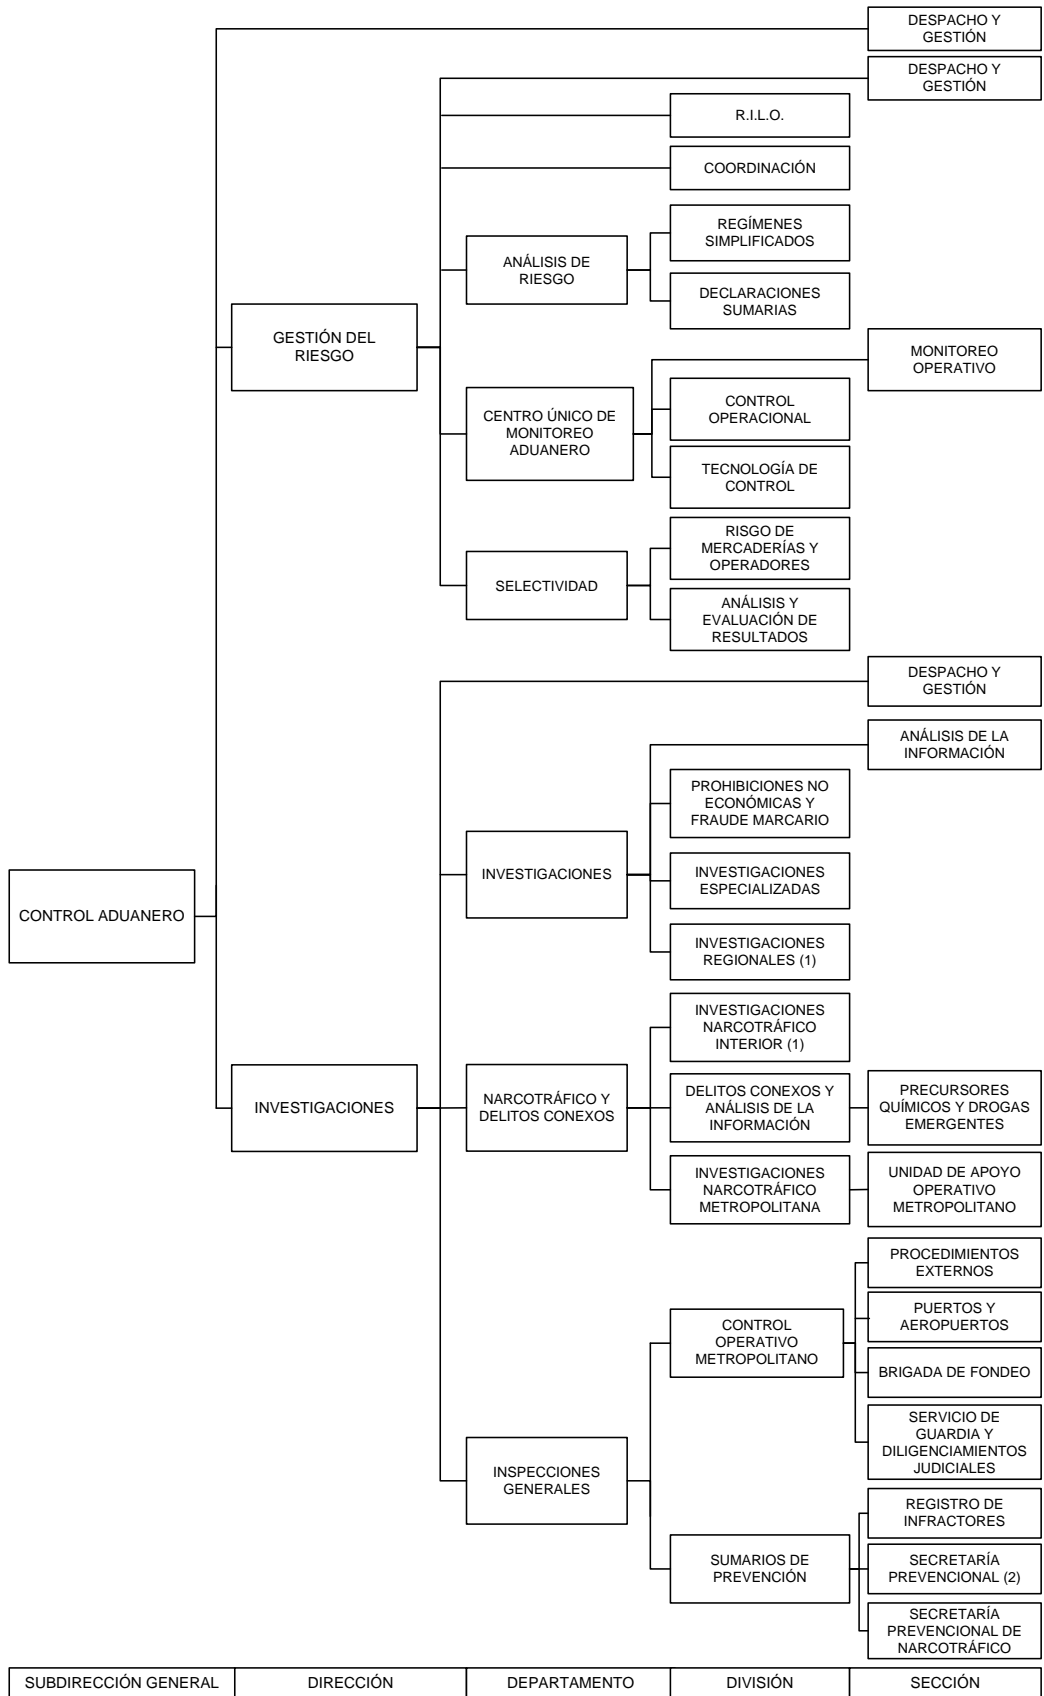 DESPACHO Y
GESTIÓN
DESPACHO Y
GESTIÓN
R.I.L.O.
COORDINACIÓN
REGÍMENES
SIMPLIFICADOS
ANÁLISIS DE
RIESGO
DECLARACIONES
SUMARIAS
GESTIÓN DEL
RIESGO
MONITOREO
OPERATIVO
CONTROL
OPERACIONAL
CENTRO ÚNICO DE
MONITOREO
ADUANERO
TECNOLOGÍA DE
CONTROL
RISGO DE
MERCADERÍAS Y
OPERADORES
SELECTIVIDAD
ANÁLISIS Y
EVALUACIÓN DE
RESULTADOS
DESPACHO Y
GESTIÓN
ANÁLISIS DE LA
INFORMACIÓN
PROHIBICIONES NO
ECONÓMICAS Y
FRAUDE MARCARIO
INVESTIGACIONES
INVESTIGACIONES
ESPECIALIZADAS
CONTROL ADUANERO
INVESTIGACIONES
REGIONALES (1)
INVESTIGACIONES
NARCOTRÁFICO
INTERIOR (1)
INVESTIGACIONES
NARCOTRÁFICO Y
DELITOS CONEXOS
DELITOS CONEXOS Y
ANÁLISIS DE LA
INFORMACIÓN
PRECURSORES
QUÍMICOS Y DROGAS
EMERGENTES
INVESTIGACIONES
NARCOTRÁFICO
METROPOLITANA
UNIDAD DE APOYO
OPERATIVO
METROPOLITANO
PROCEDIMIENTOS
EXTERNOS
PUERTOS Y
AEROPUERTOS
CONTROL
OPERATIVO
METROPOLITANO
BRIGADA DE FONDEO
SERVICIO DE
GUARDIA Y
DILIGENCIAMIENTOS
JUDICIALES
INSPECCIONES
GENERALES
REGISTRO DE
INFRACTORES
SUMARIOS DE
PREVENCIÓN
SECRETARÍA
PREVENCIONAL (2)
SECRETARÍA
PREVENCIONAL DE
NARCOTRÁFICO
SUBDIRECCIÓN GENERAL DIRECCIÓN DEPARTAMENTO DIVISIÓN SECCIÓN